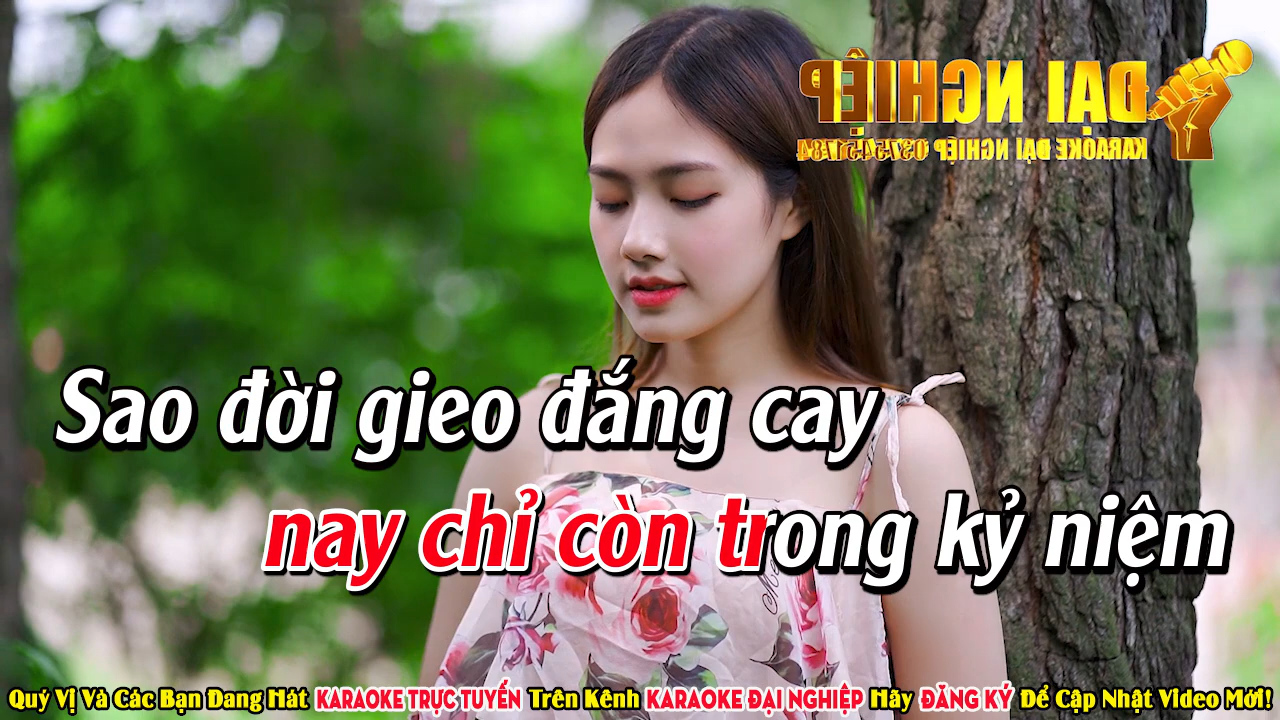 ĐẠI NGHIỆP
KARAOKE ĐẠI NGHIỆP
Sao đời gieo đắng cay
nay chỉ còn trong kỷ niệm
Quý Vị Và Các Bạn Đang Hát KARAOKE TRỰC TUYẾN Trên Kênh KARAOKE ĐẠI NGHIỆP Hãy ĐĂNG KÝ Để Cập Nhật Video Mới!